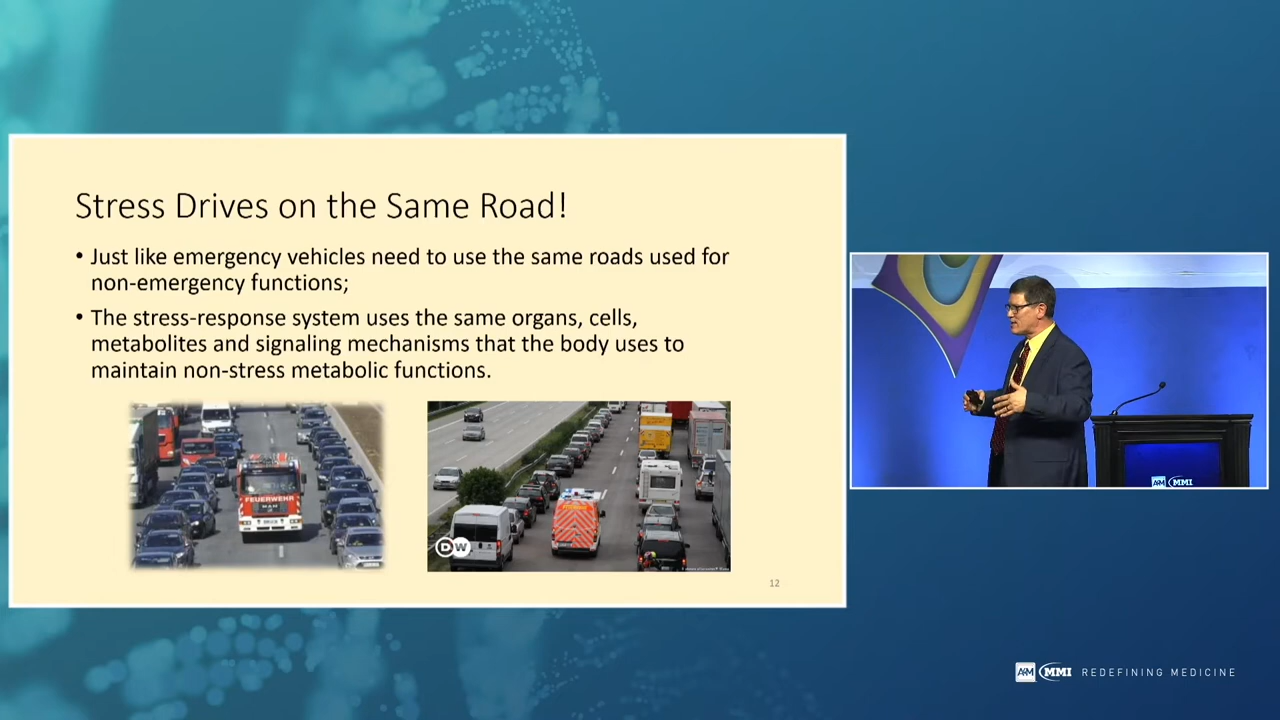 Stress Drives on the Same Road!
• Just like emergency vehicles need to use the same roads used for
non-emergency functions;
• The stress-response system uses the same organs, cells,
metabolites and signaling mechanisms that the body uses to
maintain non-stress metabolic functions.
FEUERWEHR
MAN
DW
12
A4M MMI
A4M MMI REDEFINING MEDICINE